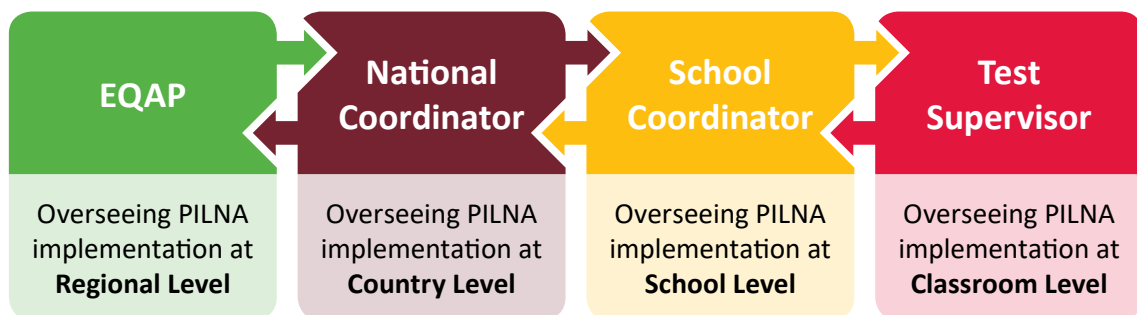 EQAP
Overseeing PILNA
implementation at
Regional Level
National
Coordinator
Overseeing PILNA
implementation at
Country Level
School
Coordinator
Overseeing PILNA
implementation at
School Level
Test
Supervisor
Overseeing PILNA
implementation at
Classroom Level